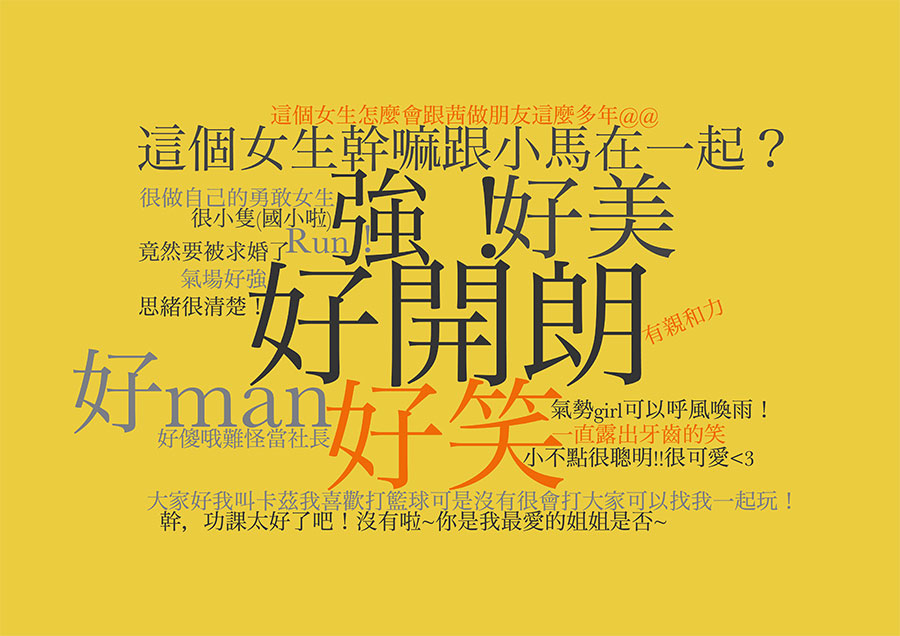 這個女生怎麼會跟茜做朋友這麼多年@@
這個女生幹嘛跟小馬在一起？
很做自己的勇敢女生
很小隻(國小啦)
強！
好美
竟然要被求婚了
Run！
氣場好強
思緒很清楚！
好開朗
有親和力
好man
好笑
好傻哦難怪當社長
氣勢girl可以呼風喚雨！
一直露出牙齒的笑
小不點很聰明!!很可愛<3
大家好我叫卡茲我喜歡打籃球可是沒有很會打大家可以找我一起玩！
幹，功課太好了吧！沒有啦~你是我最愛的姐姐是否~